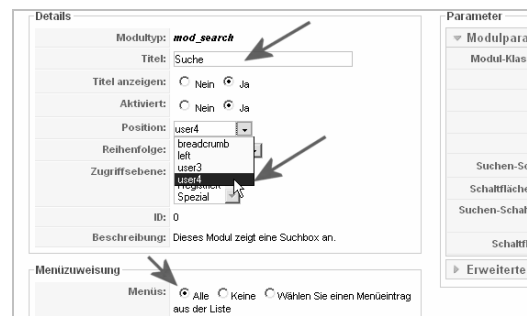 Details
Modultyp: mod_search
Titel: Suche
Titel anzeigen: Nein Ja
Aktiviert: Nein Ja
Position: user4
breadcrumb
left
user3
user4
Reihenfolge:
Zugriffsebene:
Registriert
Spezial
ID: 0
Beschreibung: Dieses Modul zeigt eine Suchbox an.
Menüzuweisung
Menüs: Alle Keine Wählen Sie einen Menüeintrag
aus der Liste
Parameter
Modulpara
Modul-Klas
Suchen-Sc
Schaltfläche
Suchen-Schal
Schaltfl
Erweiterte